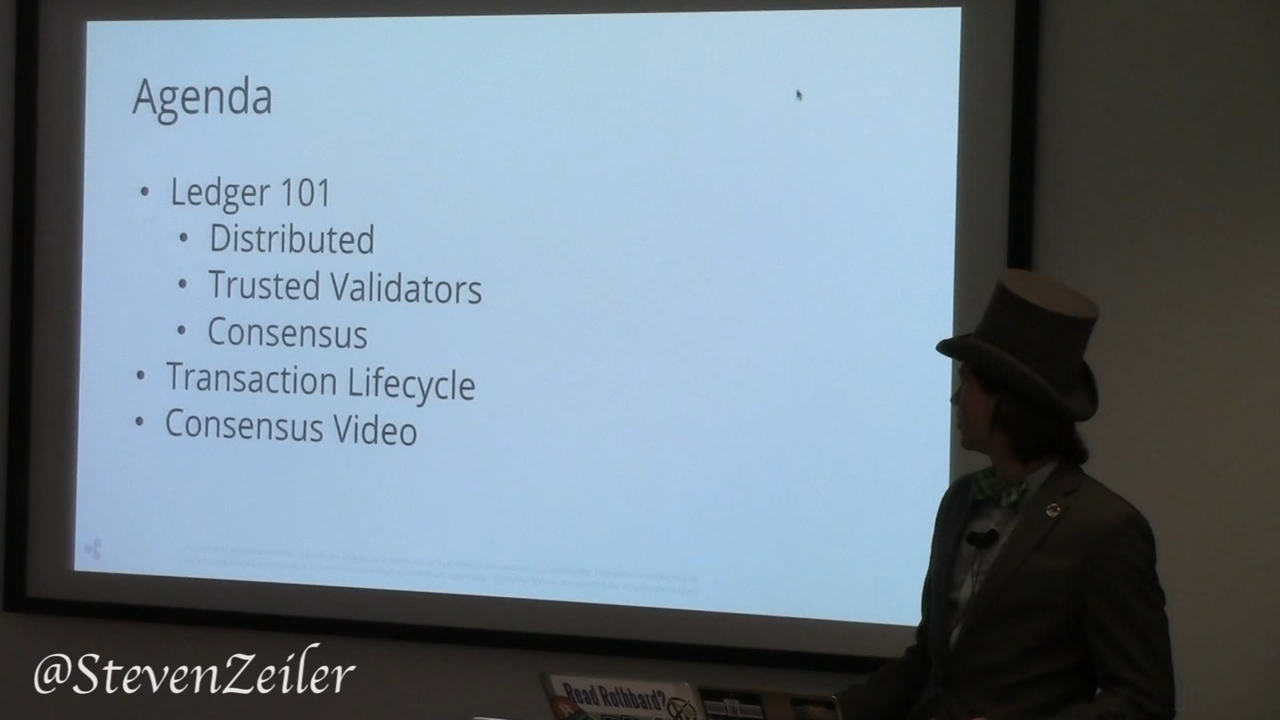 Agenda
• Ledger 101
• Distributed
• Trusted Validators
• Consensus
• Transaction Lifecycle
• Consensus Video
@StevenZeiler
Read Rothbard?